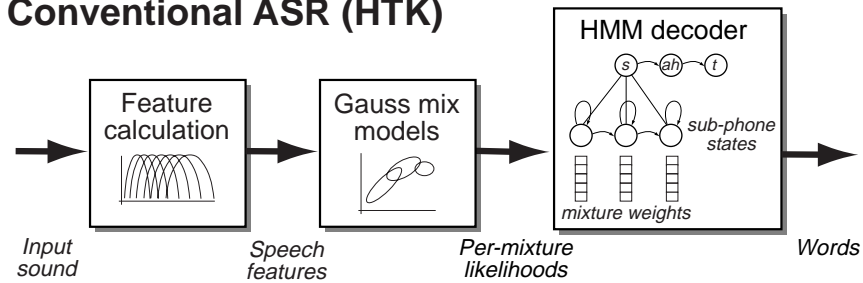 Conventional ASR (HTK)
Feature
calculation
Gauss mix
models
HMM decoder
s
ah
t
sub-phone
states
mixture weights
Input
sound
Speech
features
Per-mixture
likelihoods
Words